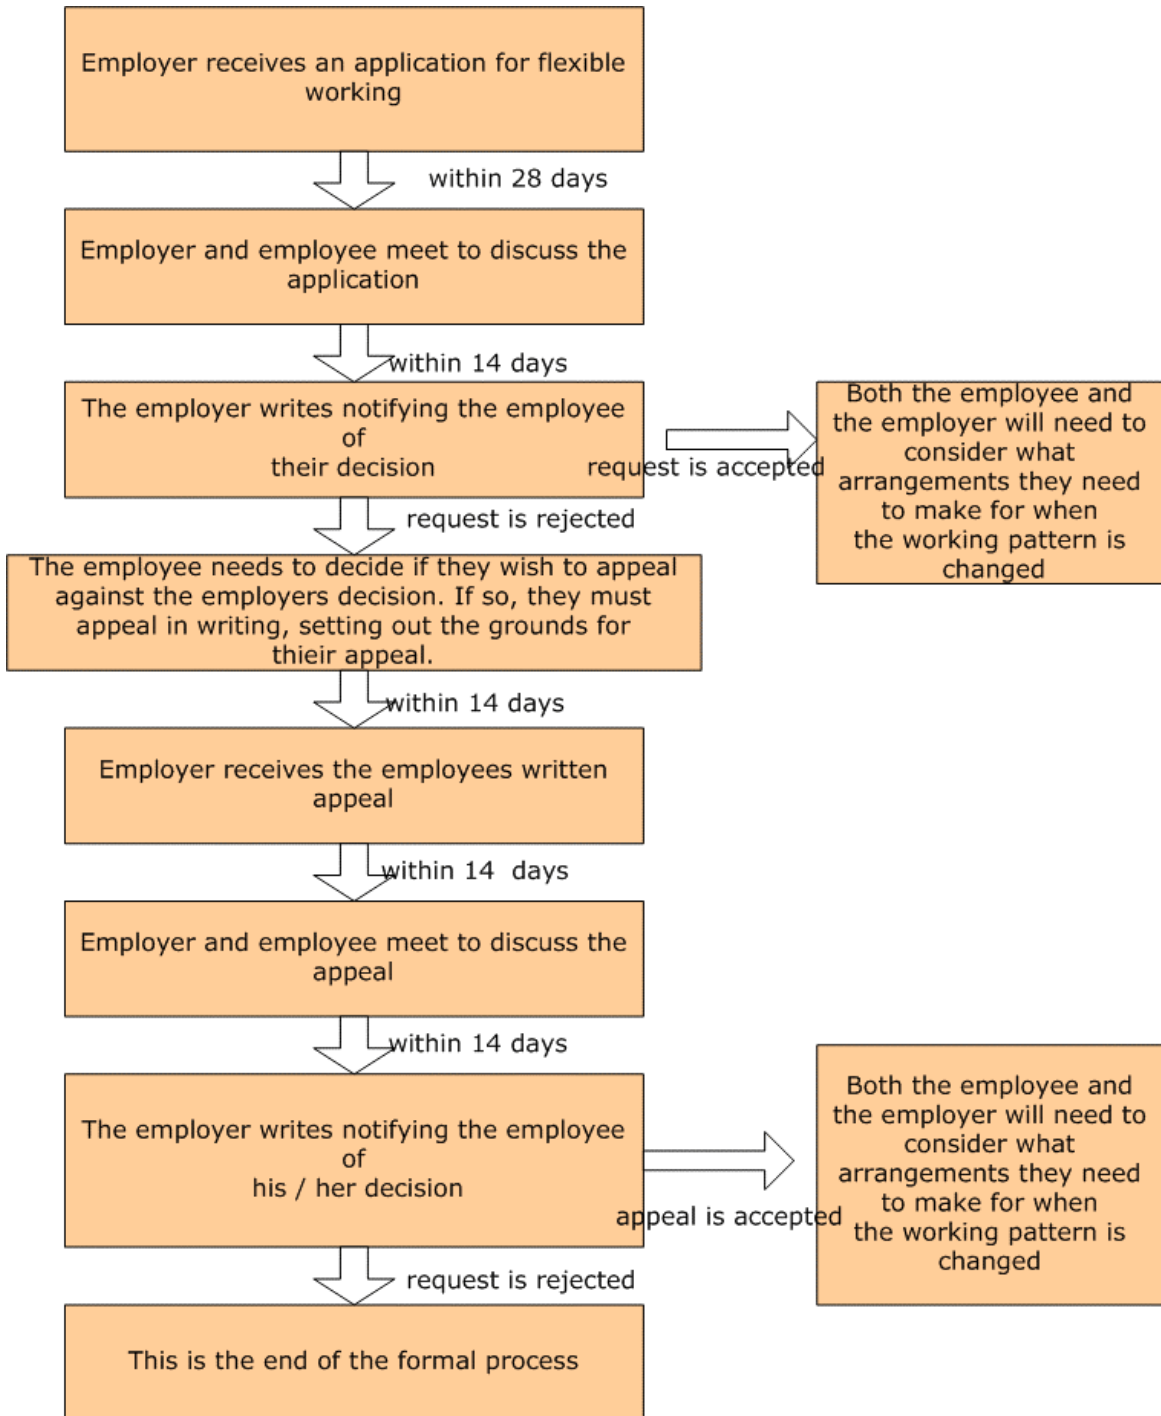 Employer receives an application for flexible
working
within 28 days
Employer and employee meet to discuss the
application
within 14 days
The employer writes notifying the employee
of
their decision
request is accepted
Both the employee and
the employer will need to
consider what
arrangements they need
to make for when
the working pattern is
changed
request is rejected
The employee needs to decide if they wish to appeal
against the employers decision. If so, they must
appeal in writing, setting out the grounds for
thieir appeal.
within 14 days
Employer receives the employees written
appeal
within 14  days
Employer and employee meet to discuss the
appeal
within 14 days
The employer writes notifying the employee
of
his / her decision
appeal is accepted
Both the employee and
the employer will need to
consider what
arrangements they need
to make for when
the working pattern is
changed
request is rejected
This is the end of the formal process